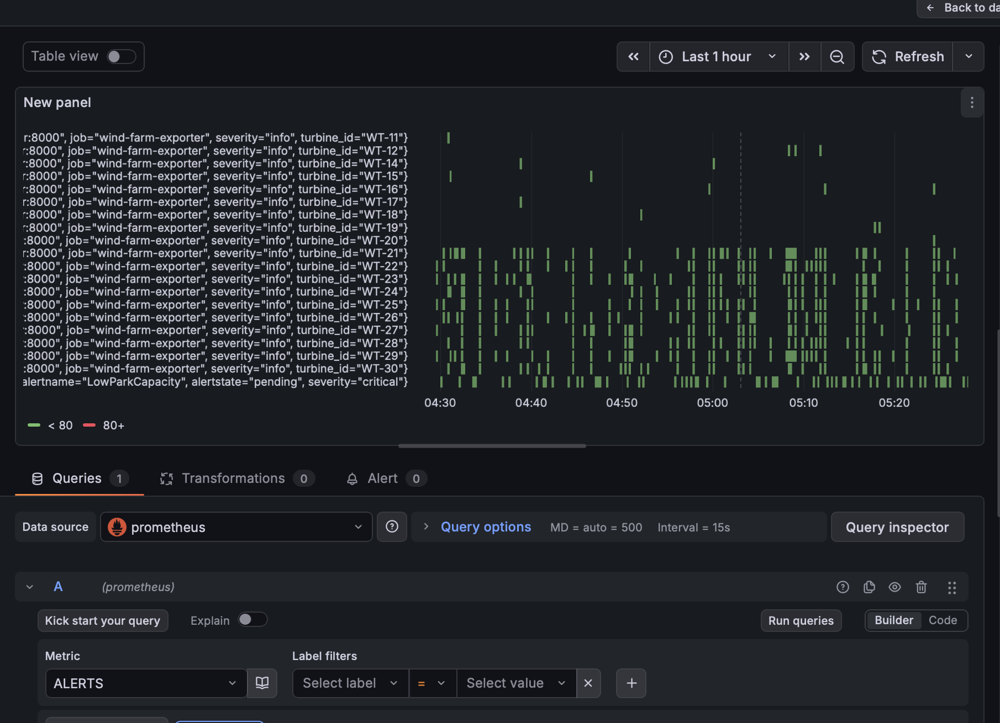 Back to da
Table view
Last 1 hour
Refresh
New panel
r:8000", job="wind-farm-exporter", severity="info", turbine_id="WT-11"}
r:8000", job="wind-farm-exporter", severity="info", turbine_id="WT-12"}
r:8000", job="wind-farm-exporter", severity="info", turbine_id="WT-14"}
r:8000", job="wind-farm-exporter", severity="info", turbine_id="WT-15"}
r:8000", job="wind-farm-exporter", severity="info", turbine_id="WT-16"}
r:8000", job="wind-farm-exporter", severity="info", turbine_id="WT-17"}
r:8000", job="wind-farm-exporter", severity="info", turbine_id="WT-18"}
r:8000", job="wind-farm-exporter", severity="info", turbine_id="WT-19"}
:8000", job="wind-farm-exporter", severity="info", turbine_id="WT-20"}
r:8000", job="wind-farm-exporter", severity="info", turbine_id="WT-21"}
:8000", job="wind-farm-exporter", severity="info", turbine_id="WT-22"}
:8000", job="wind-farm-exporter", severity="info", turbine_id="WT-23"}
:8000", job="wind-farm-exporter", severity="info", turbine_id="WT-24"}
:8000", job="wind-farm-exporter", severity="info", turbine_id="WT-25"}
:8000", job="wind-farm-exporter", severity="info", turbine_id="WT-26"}
:8000", job="wind-farm-exporter", severity="info", turbine_id="WT-27"}
:8000", job="wind-farm-exporter", severity="info", turbine_id="WT-28"}
:8000", job="wind-farm-exporter", severity="info", turbine_id="WT-29"}
:8000", job="wind-farm-exporter", severity="info", turbine_id="WT-30"}
alertname="LowParkCapacity", alertstate="pending", severity="critical"}
04:30 04:40 04:50 05:00 05:10 05:20
< 80 80+
Queries 1 Transformations 0 Alert 0
Data source prometheus Query options MD = auto = 500 Interval = 15s Query inspector
A (prometheus)
Kick start your query Explain Run queries Builder Code
Metric Label filters
ALERTS Select label = Select value